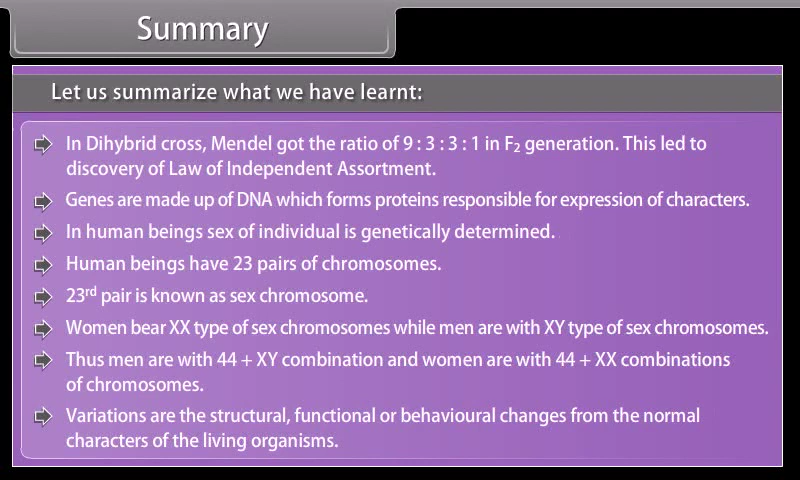 Summary
Let us summarize what we have learnt:
In Dihybrid cross, Mendel got the ratio of 9 : 3 : 3 : 1 in F₂ generation. This led to
discovery of Law of Independent Assortment.
Genes are made up of DNA which forms proteins responsible for expression of characters.
In human beings sex of individual is genetically determined.
Human beings have 23 pairs of chromosomes.
23ʳᵈ pair is known as sex chromosome.
Women bear XX type of sex chromosomes while men are with XY type of sex chromosomes.
Thus men are with 44 + XY combination and women are with 44 + XX combinations
of chromosomes.
Variations are the structural, functional or behavioural changes from the normal
characters of the living organisms.